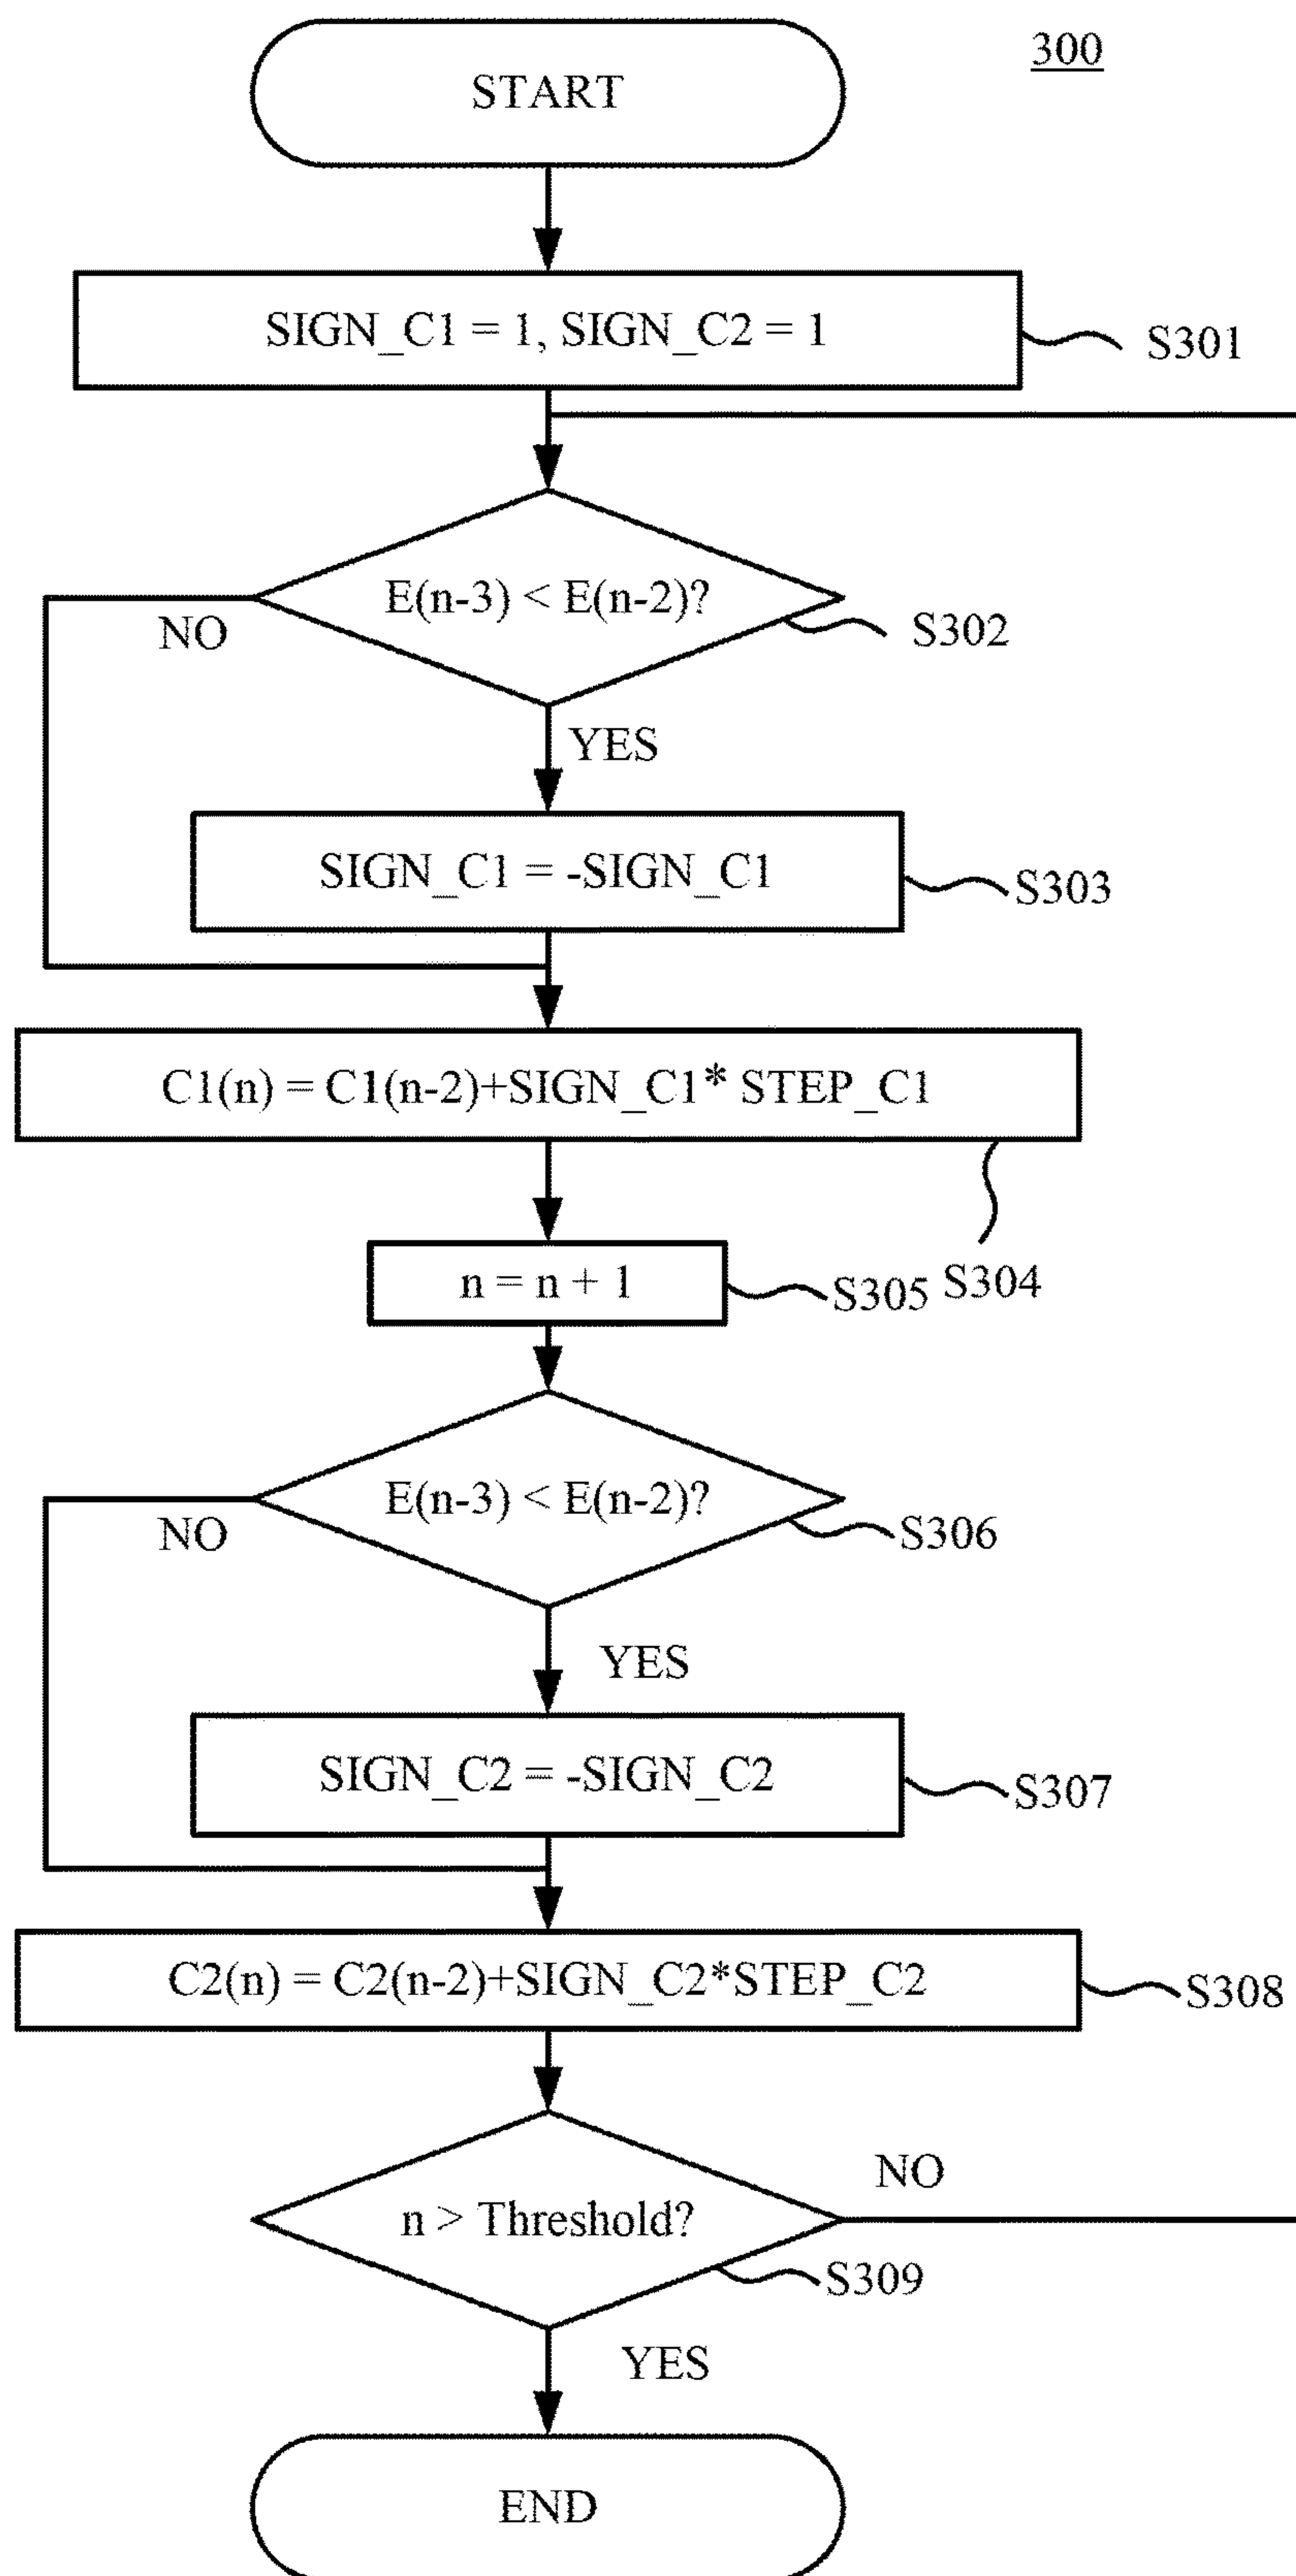 300
START
SIGN_C1 = 1, SIGN_C2 = 1
S301
E(n-3) < E(n-2)?
S302
NO
YES
SIGN_C1 = -SIGN_C1
S303
C1(n) = C1(n-2)+SIGN_C1* STEP_C1
S304
n = n + 1
S305
E(n-3) < E(n-2)?
S306
NO
YES
SIGN_C2 = -SIGN_C2
S307
C2(n) = C2(n-2)+SIGN_C2*STEP_C2
S308
n > Threshold?
NO
S309
YES
END